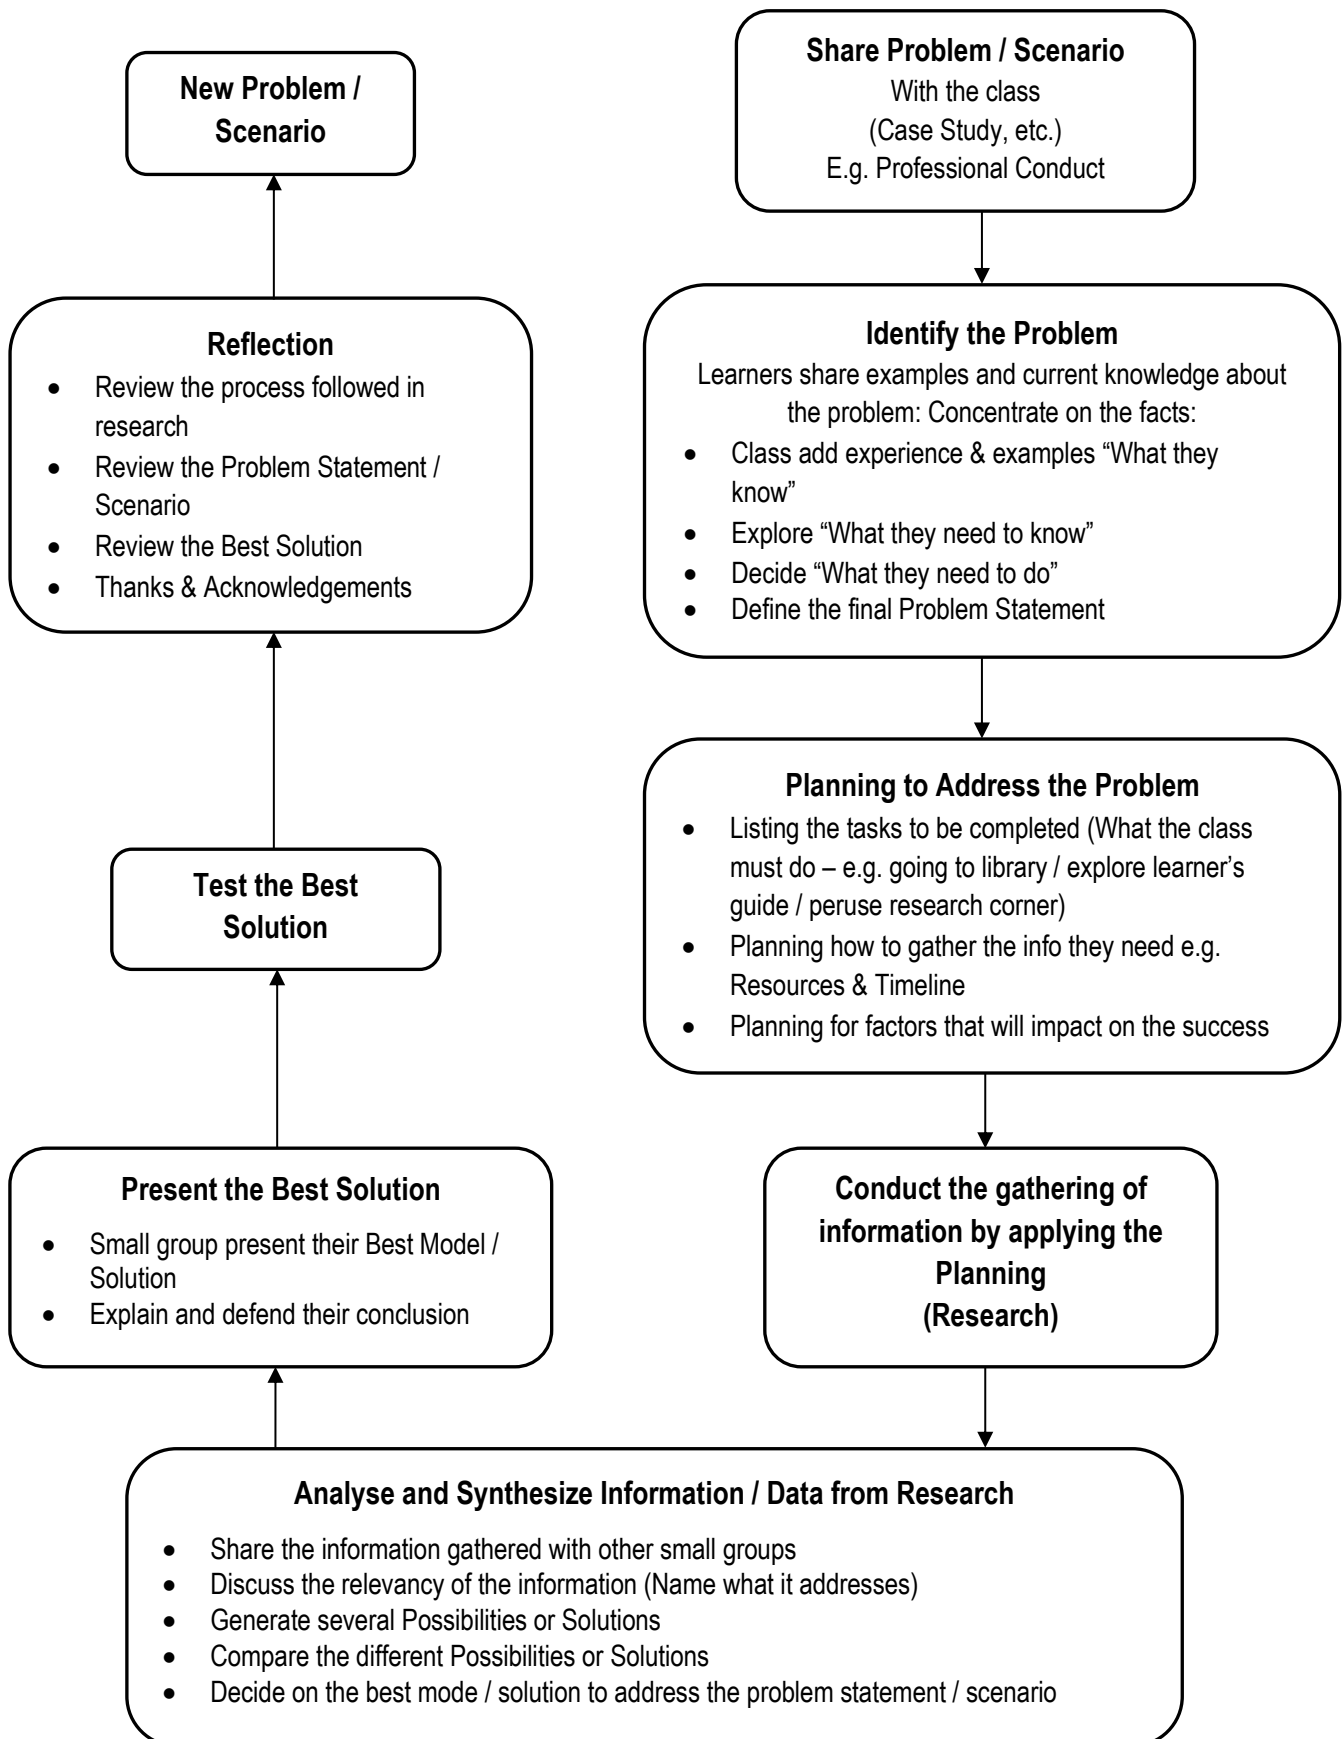 Share Problem / Scenario
With the class
(Case Study, etc.)
E.g. Professional Conduct
Identify the Problem
Learners share examples and current knowledge about
the problem: Concentrate on the facts:
• Class add experience & examples “What they
know”
• Explore “What they need to know”
• Decide “What they need to do”
• Define the final Problem Statement
Planning to Address the Problem
• Listing the tasks to be completed (What the class
must do – e.g. going to library / explore learner’s
guide / peruse research corner)
• Planning how to gather the info they need e.g.
Resources & Timeline
• Planning for factors that will impact on the success
Conduct the gathering of
information by applying the
Planning
(Research)
Analyse and Synthesize Information / Data from Research
• Share the information gathered with other small groups
• Discuss the relevancy of the information (Name what it addresses)
• Generate several Possibilities or Solutions
• Compare the different Possibilities or Solutions
• Decide on the best mode / solution to address the problem statement / scenario
Present the Best Solution
• Small group present their Best Model /
Solution
• Explain and defend their conclusion
Test the Best
Solution
Reflection
• Review the process followed in
research
• Review the Problem Statement /
Scenario
• Review the Best Solution
• Thanks & Acknowledgements
New Problem /
Scenario